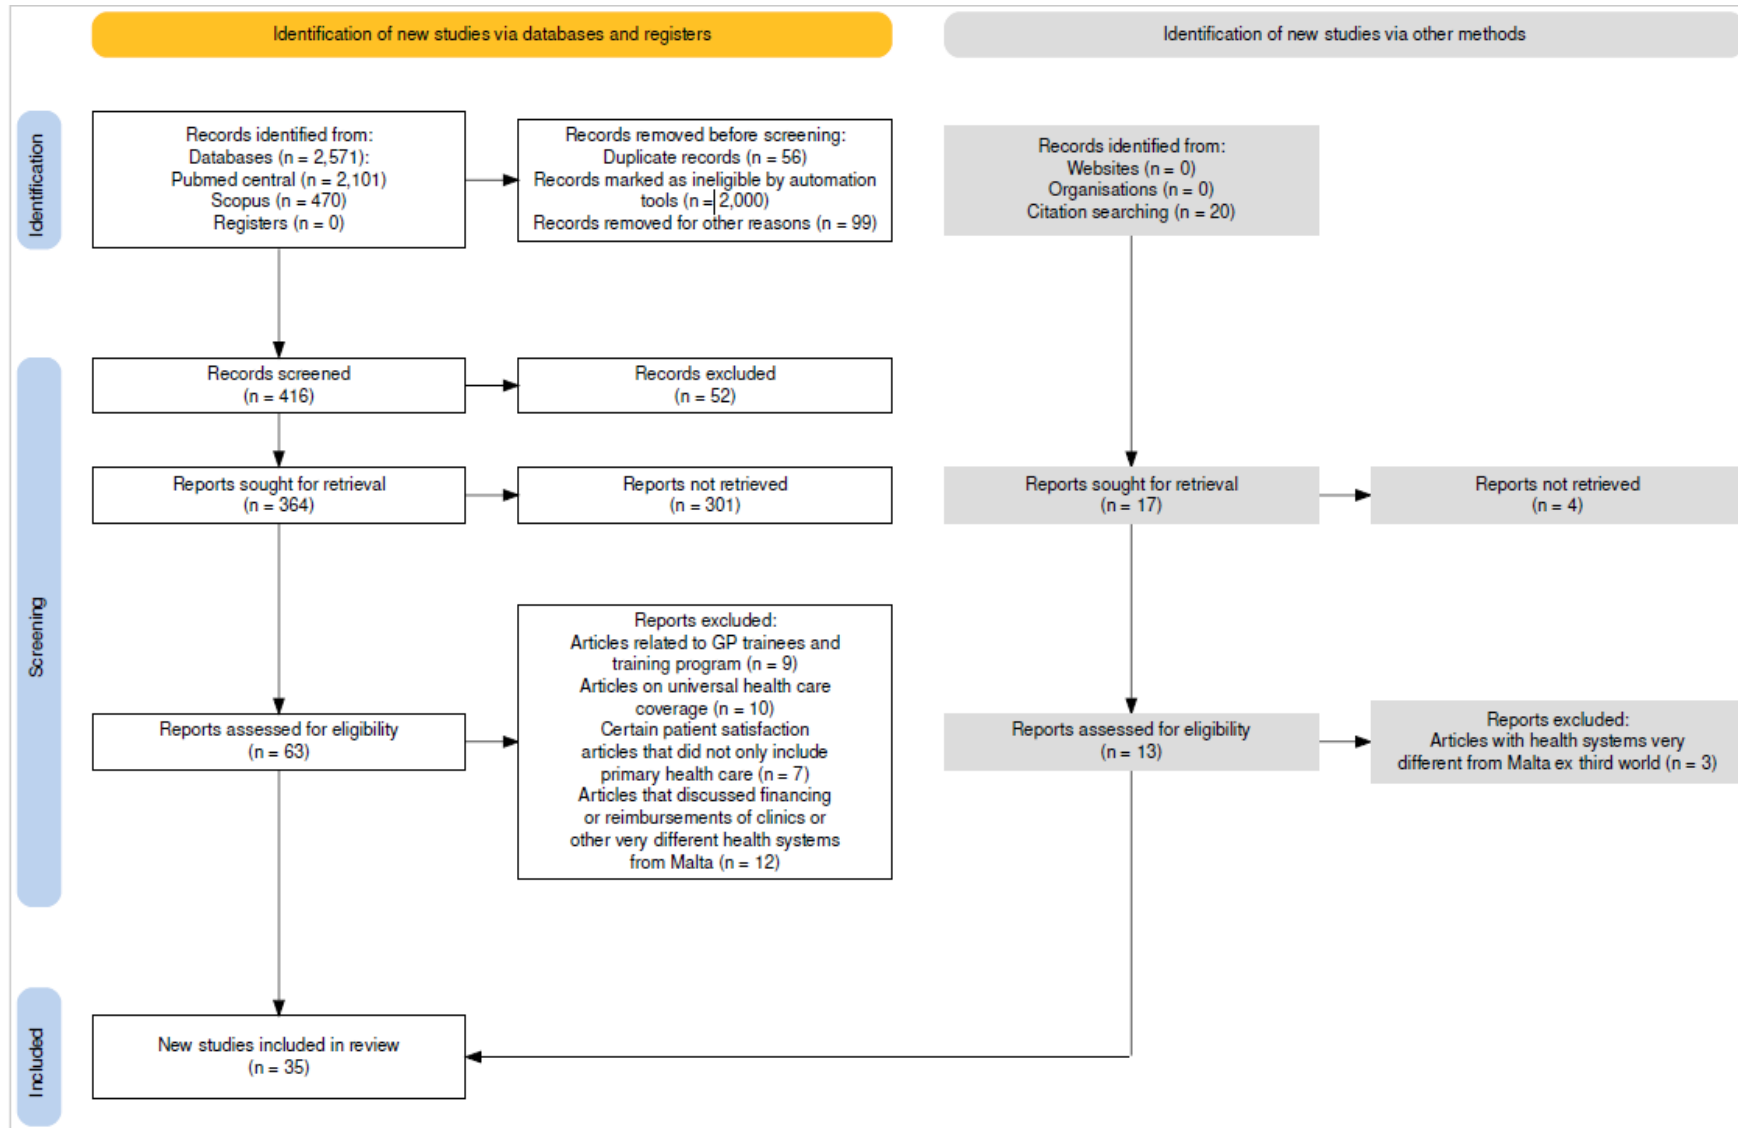 Identification of new studies via databases and registers
Identification of new studies via other methods
Identification
Records identified from:
Databases (n = 2,571):
Pubmed central (n = 2,101)
Scopus (n = 470)
Registers (n = 0)
Records removed before screening:
Duplicate records (n = 56)
Records marked as ineligible by automation
tools (n = 2,000)
Records removed for other reasons (n = 99)
Records identified from:
Websites (n = 0)
Organisations (n = 0)
Citation searching (n = 20)
Screening
Records screened
(n = 416)
Records excluded
(n = 52)
Reports sought for retrieval
(n = 364)
Reports not retrieved
(n = 301)
Reports sought for retrieval
(n = 17)
Reports not retrieved
(n = 4)
Reports assessed for eligibility
(n = 63)
Reports excluded:
Articles related to GP trainees and
training program (n = 9)
Articles on universal health care
coverage (n = 10)
Certain patient satisfaction
articles that did not only include
primary health care (n = 7)
Articles that discussed financing
or reimbursements of clinics or
other very different health systems
from Malta (n = 12)
Reports assessed for eligibility
(n = 13)
Reports excluded:
Articles with health systems very
different from Malta ex third world (n = 3)
Included
New studies included in review
(n = 35)